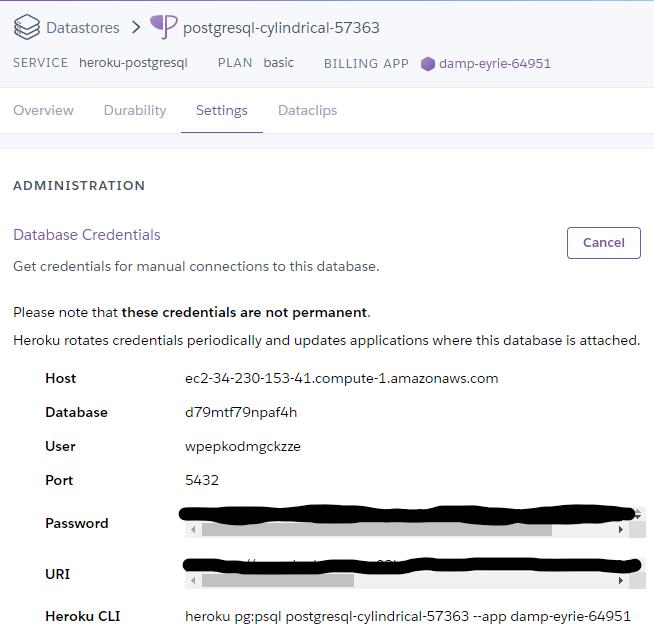 Datastores > postgresql-cylindrical-57363
SERVICE heroku-postgresql PLAN basic BILLING APP damp-eyrie-64951
Overview Durability Settings Dataclips
ADMINISTRATION
Database Credentials
Cancel
Get credentials for manual connections to this database.
Please note that these credentials are not permanent.
Heroku rotates credentials periodically and updates applications where this database is attached.
Host ec2-34-230-153-41.compute-1.amazonaws.com
Database d79mtf79npaf4h
User wpepkodmgckzze
Port 5432
Password
URI
Heroku CLI heroku pg:psql postgresql-cylindrical-57363 --app damp-eyrie-64951